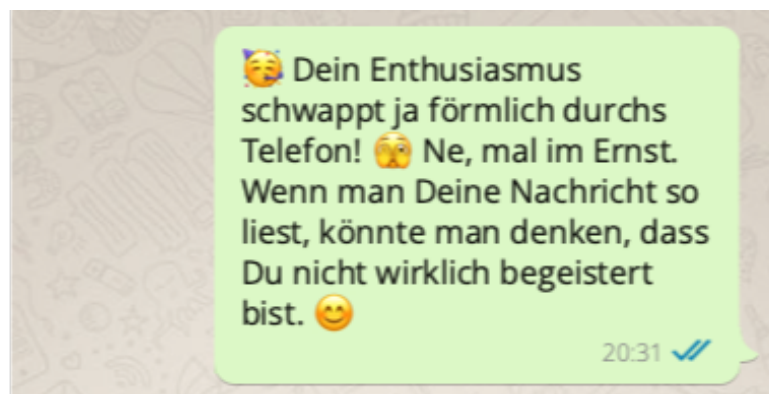 🥳 Dein Enthusiasmus
schwappt ja förmlich durchs
Telefon! 🫣 Ne, mal im Ernst.
Wenn man Deine Nachricht so
liest, könnte man denken, dass
Du nicht wirklich begeistert
bist. 😊
20:31